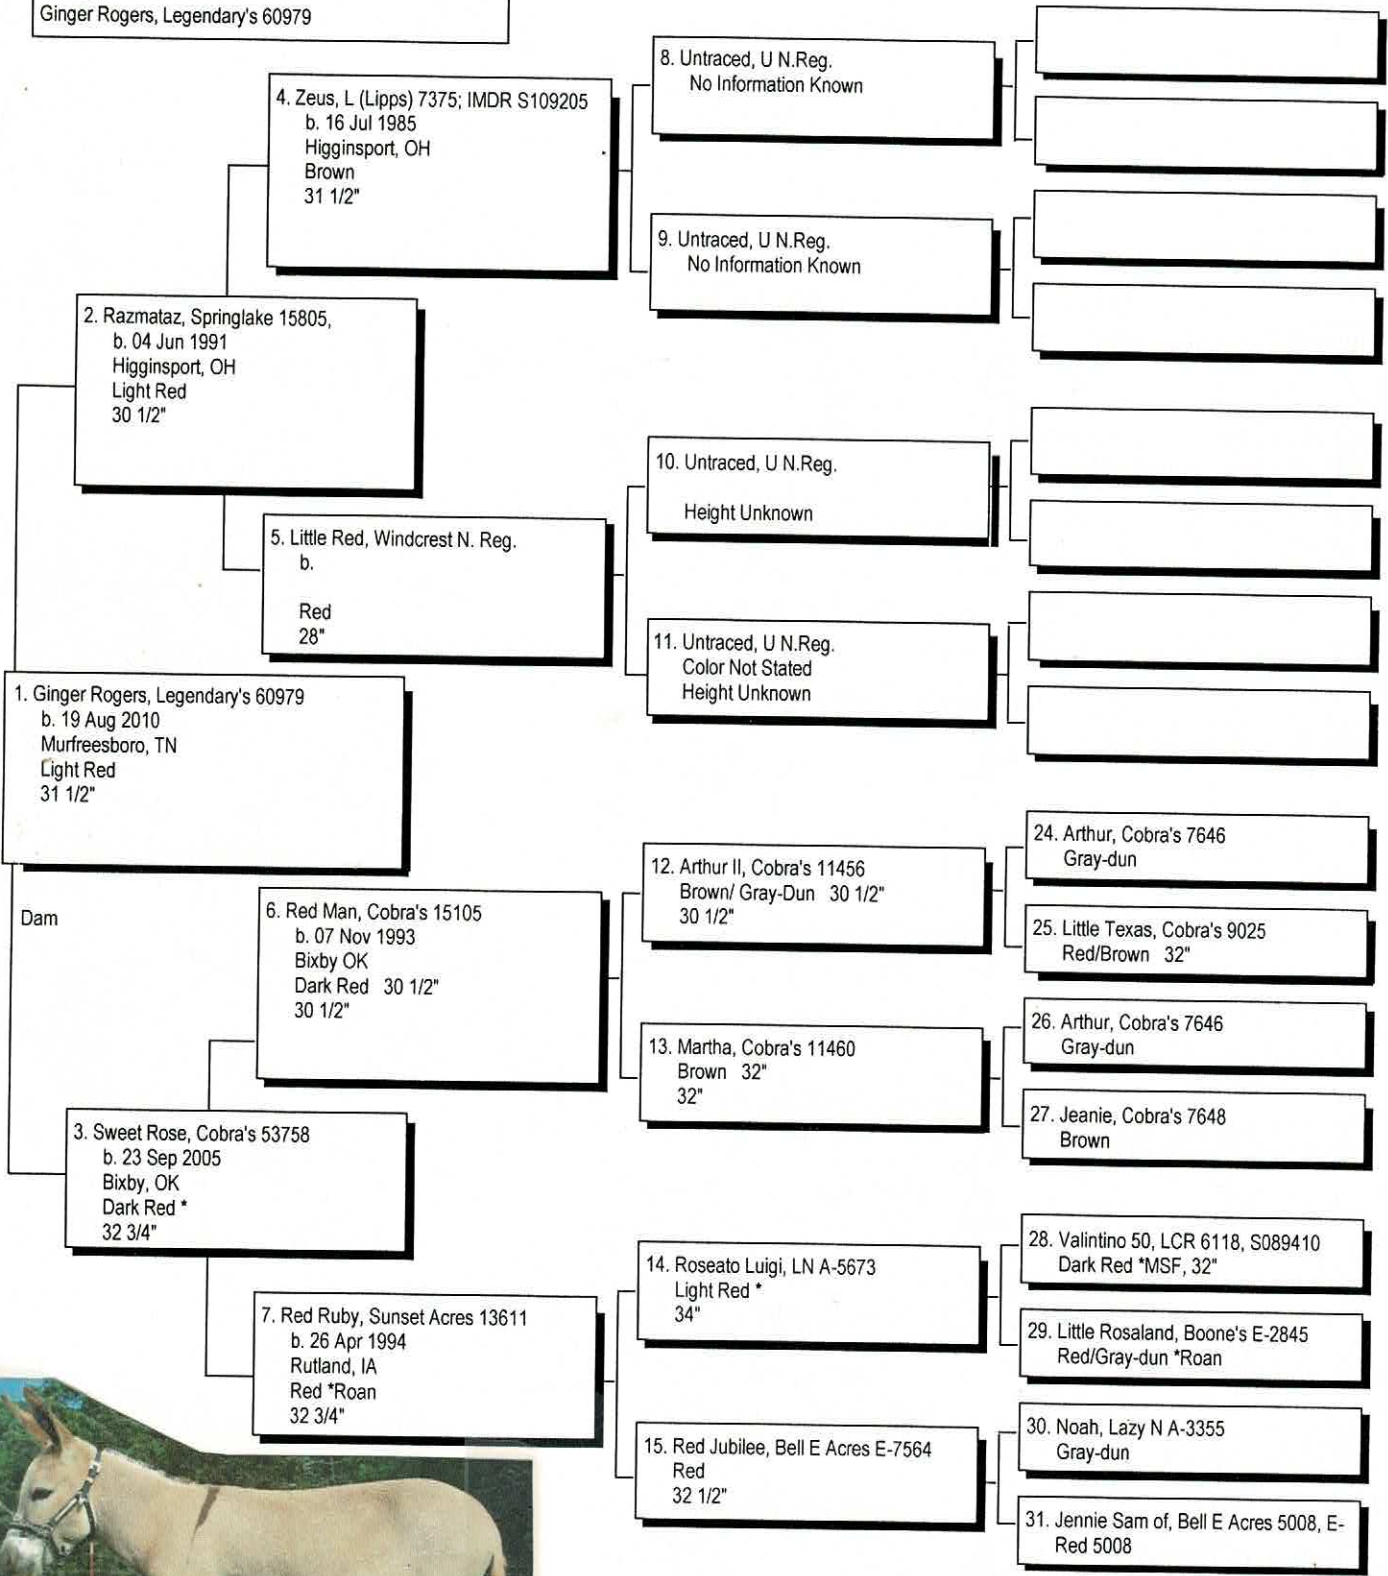 Ginger Rogers, Legendary's 60979
4. Zeus, L (Lipps) 7375; IMDR S109205
b. 16 Jul 1985
Higginsport, OH
Brown
31 1/2"
8. Untraced, U N.Reg.
No Information Known
9. Untraced, U N.Reg.
No Information Known
2. Razmataz, Springlake 15805,
b. 04 Jun 1991
Higginsport, OH
Light Red
30 1/2"
5. Little Red, Windcrest N. Reg.
b.
Red
28"
10. Untraced, U N.Reg.
Height Unknown
11. Untraced, U N.Reg.
Color Not Stated
Height Unknown
1. Ginger Rogers, Legendary's 60979
b. 19 Aug 2010
Murfreesboro, TN
Light Red
31 1/2"
Dam
6. Red Man, Cobra's 15105
b. 07 Nov 1993
Bixby OK
Dark Red 30 1/2"
30 1/2"
12. Arthur II, Cobra's 11456
Brown/ Gray-Dun 30 1/2"
30 1/2"
24. Arthur, Cobra's 7646
Gray-dun
25. Little Texas, Cobra's 9025
Red/Brown 32"
13. Martha, Cobra's 11460
Brown 32"
32"
26. Arthur, Cobra's 7646
Gray-dun
27. Jeanie, Cobra's 7648
Brown
3. Sweet Rose, Cobra's 53758
b. 23 Sep 2005
Bixby, OK
Dark Red *
32 3/4"
7. Red Ruby, Sunset Acres 13611
b. 26 Apr 1994
Rutland, IA
Red *Roan
32 3/4"
14. Roseato Luigi, LN A-5673
Light Red *
34"
28. Valintino 50, LCR 6118, S089410
Dark Red *MSF, 32"
29. Little Rosaland, Boone's E-2845
Red/Gray-dun *Roan
15. Red Jubilee, Bell E Acres E-7564
Red
32 1/2"
30. Noah, Lazy N A-3355
Gray-dun
31. Jennie Sam of, Bell E Acres 5008, E-
Red 5008